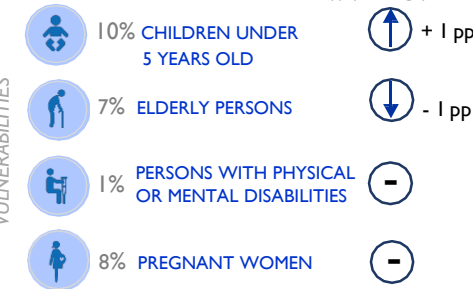 10% CHILDREN UNDER
5 YEARS OLD
+ 1 pp
7% ELDERLY PERSONS
- 1 pp
1% PERSONS WITH PHYSICAL
OR MENTAL DISABILITIES
-
8% PREGNANT WOMEN
-
VULNERABILITIES